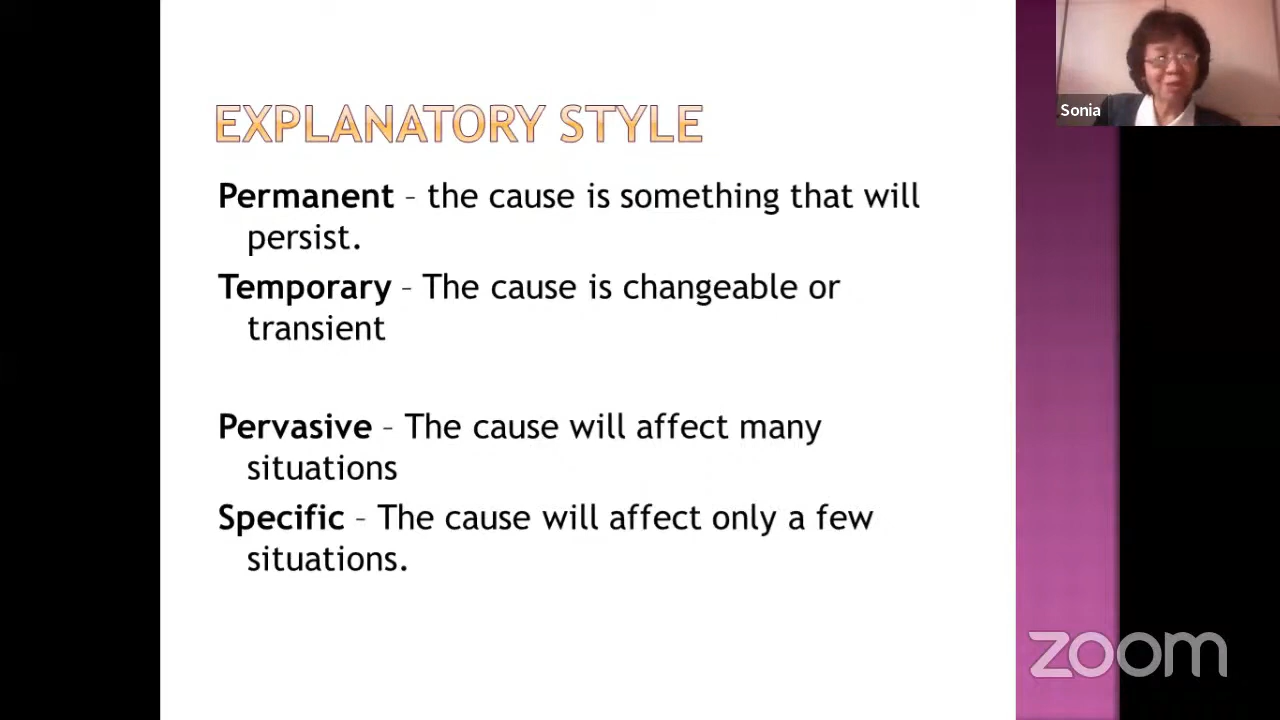 EXPLANATORY STYLE
Permanent – the cause is something that will
persist.
Temporary – The cause is changeable or
transient
Pervasive – The cause will affect many
situations
Specific – The cause will affect only a few
situations.
Sonia
zoom